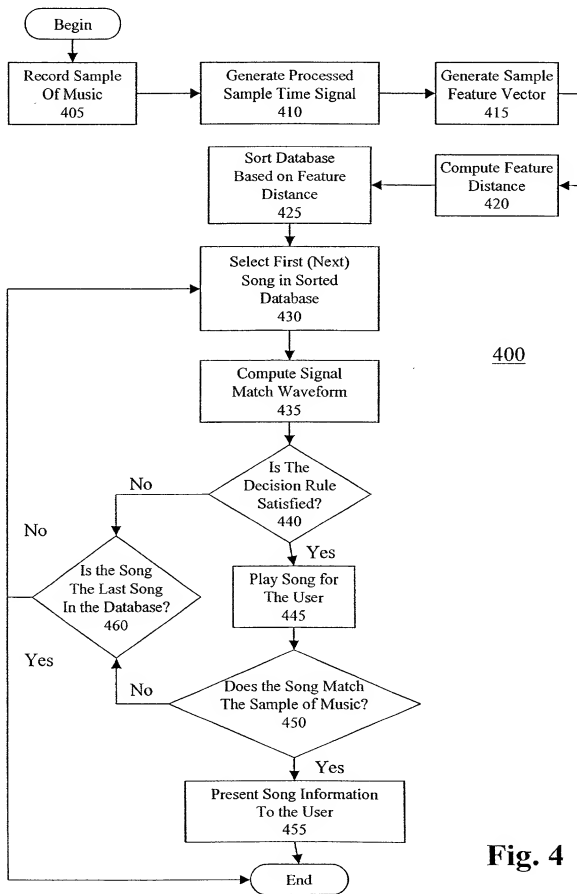 Begin
Record Sample
Of Music
405
Generate Processed
Sample Time Signal
410
Generate Sample
Feature Vector
415
Sort Database
Based on Feature
Distance
425
Compute Feature
Distance
420
Select First (Next)
Song in Sorted
Database
430
400
Compute Signal
Match Waveform
435
Is The
Decision Rule
Satisfied?
440
No
Yes
No
Is the Song
The Last Song
In the Database?
460
Yes
Play Song for
The User
445
No
Does the Song Match
The Sample of Music?
450
Yes
Present Song Information
To the User
455
End
Fig. 4